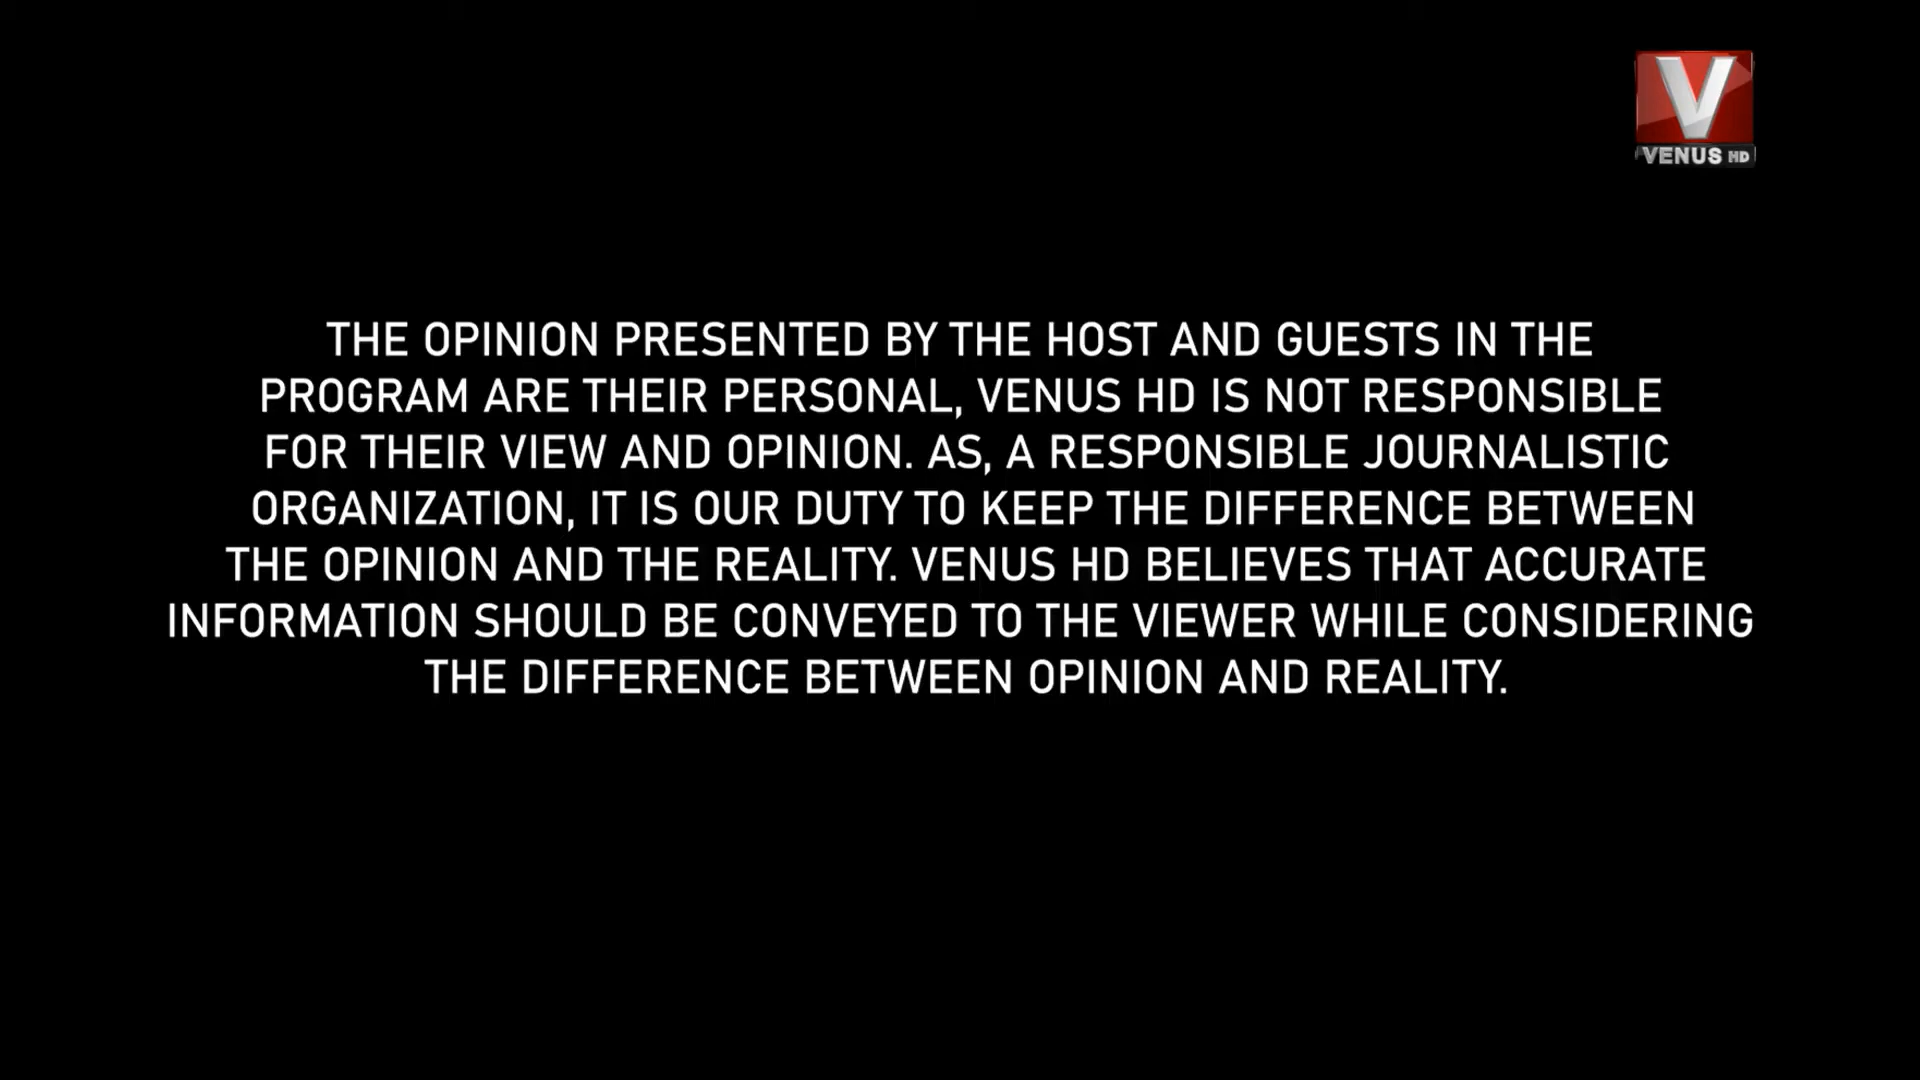 V
VENUS HD
THE OPINION PRESENTED BY THE HOST AND GUESTS IN THE
PROGRAM ARE THEIR PERSONAL, VENUS HD IS NOT RESPONSIBLE
FOR THEIR VIEW AND OPINION. AS, A RESPONSIBLE JOURNALISTIC
ORGANIZATION, IT IS OUR DUTY TO KEEP THE DIFFERENCE BETWEEN
THE OPINION AND THE REALITY. VENUS HD BELIEVES THAT ACCURATE
INFORMATION SHOULD BE CONVEYED TO THE VIEWER WHILE CONSIDERING
THE DIFFERENCE BETWEEN OPINION AND REALITY.